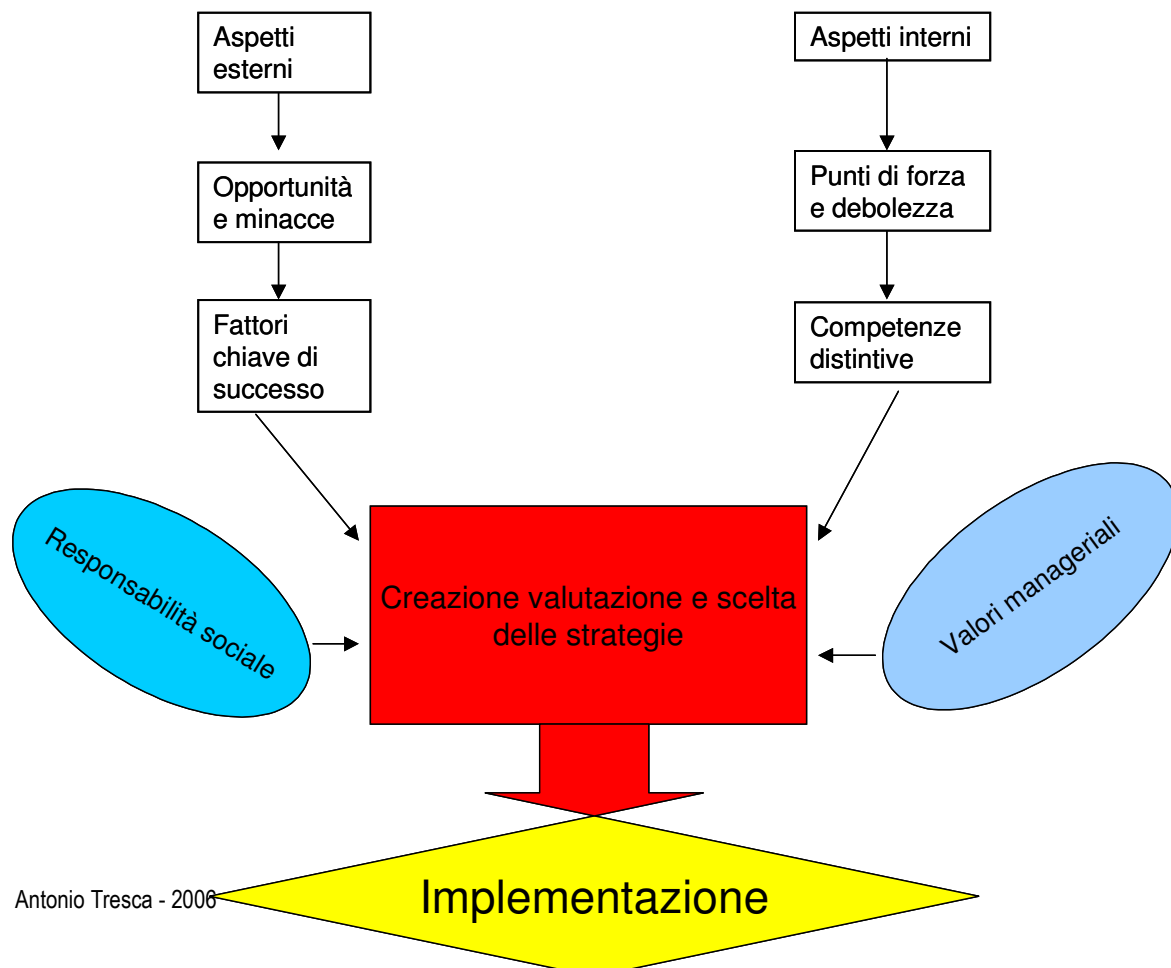 Aspetti
esterni
Aspetti interni
Opportunità
e minacce
Punti di forza
e debolezza
Fattori
chiave di
successo
Competenze
distintive
Responsabilità sociale
Creazione valutazione e scelta
delle strategie
Valori manageriali
Antonio Tresca - 2006
Implementazione